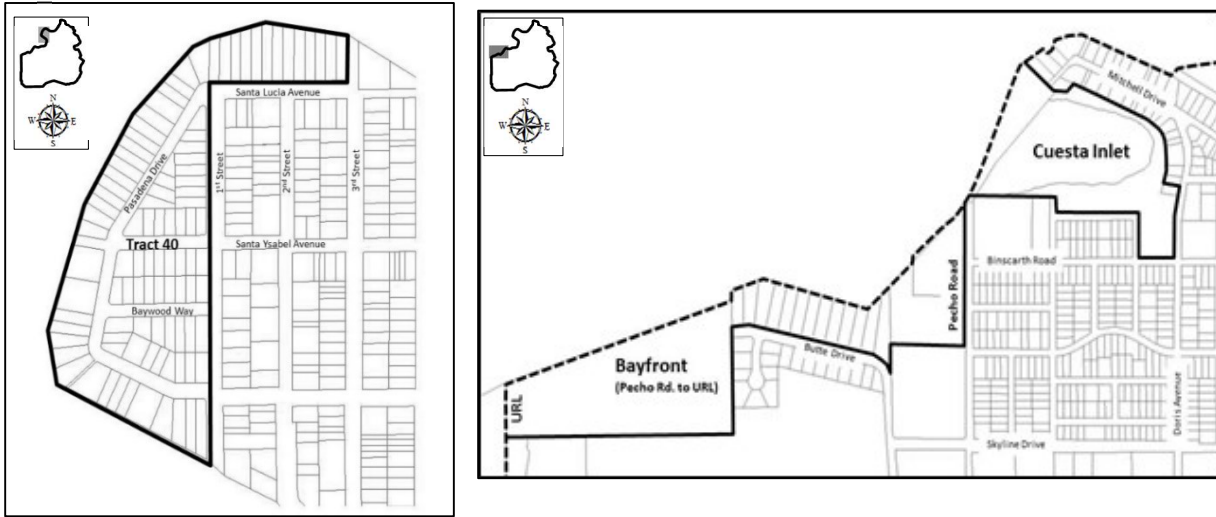 N
W E
S
Santa Lucia Avenue
Pasadena Drive
1st Street
2nd Street
3rd Street
Tract 40
Santa Ysabel Avenue
Baywood Way
N
W E
S
Mitchell Drive
Cuesta Inlet
Binscarth Road
Pecho Road
Butte Drive
Bayfront
(Pecho Rd. to URL)
URL
Doris Avenue
Skyline Drive